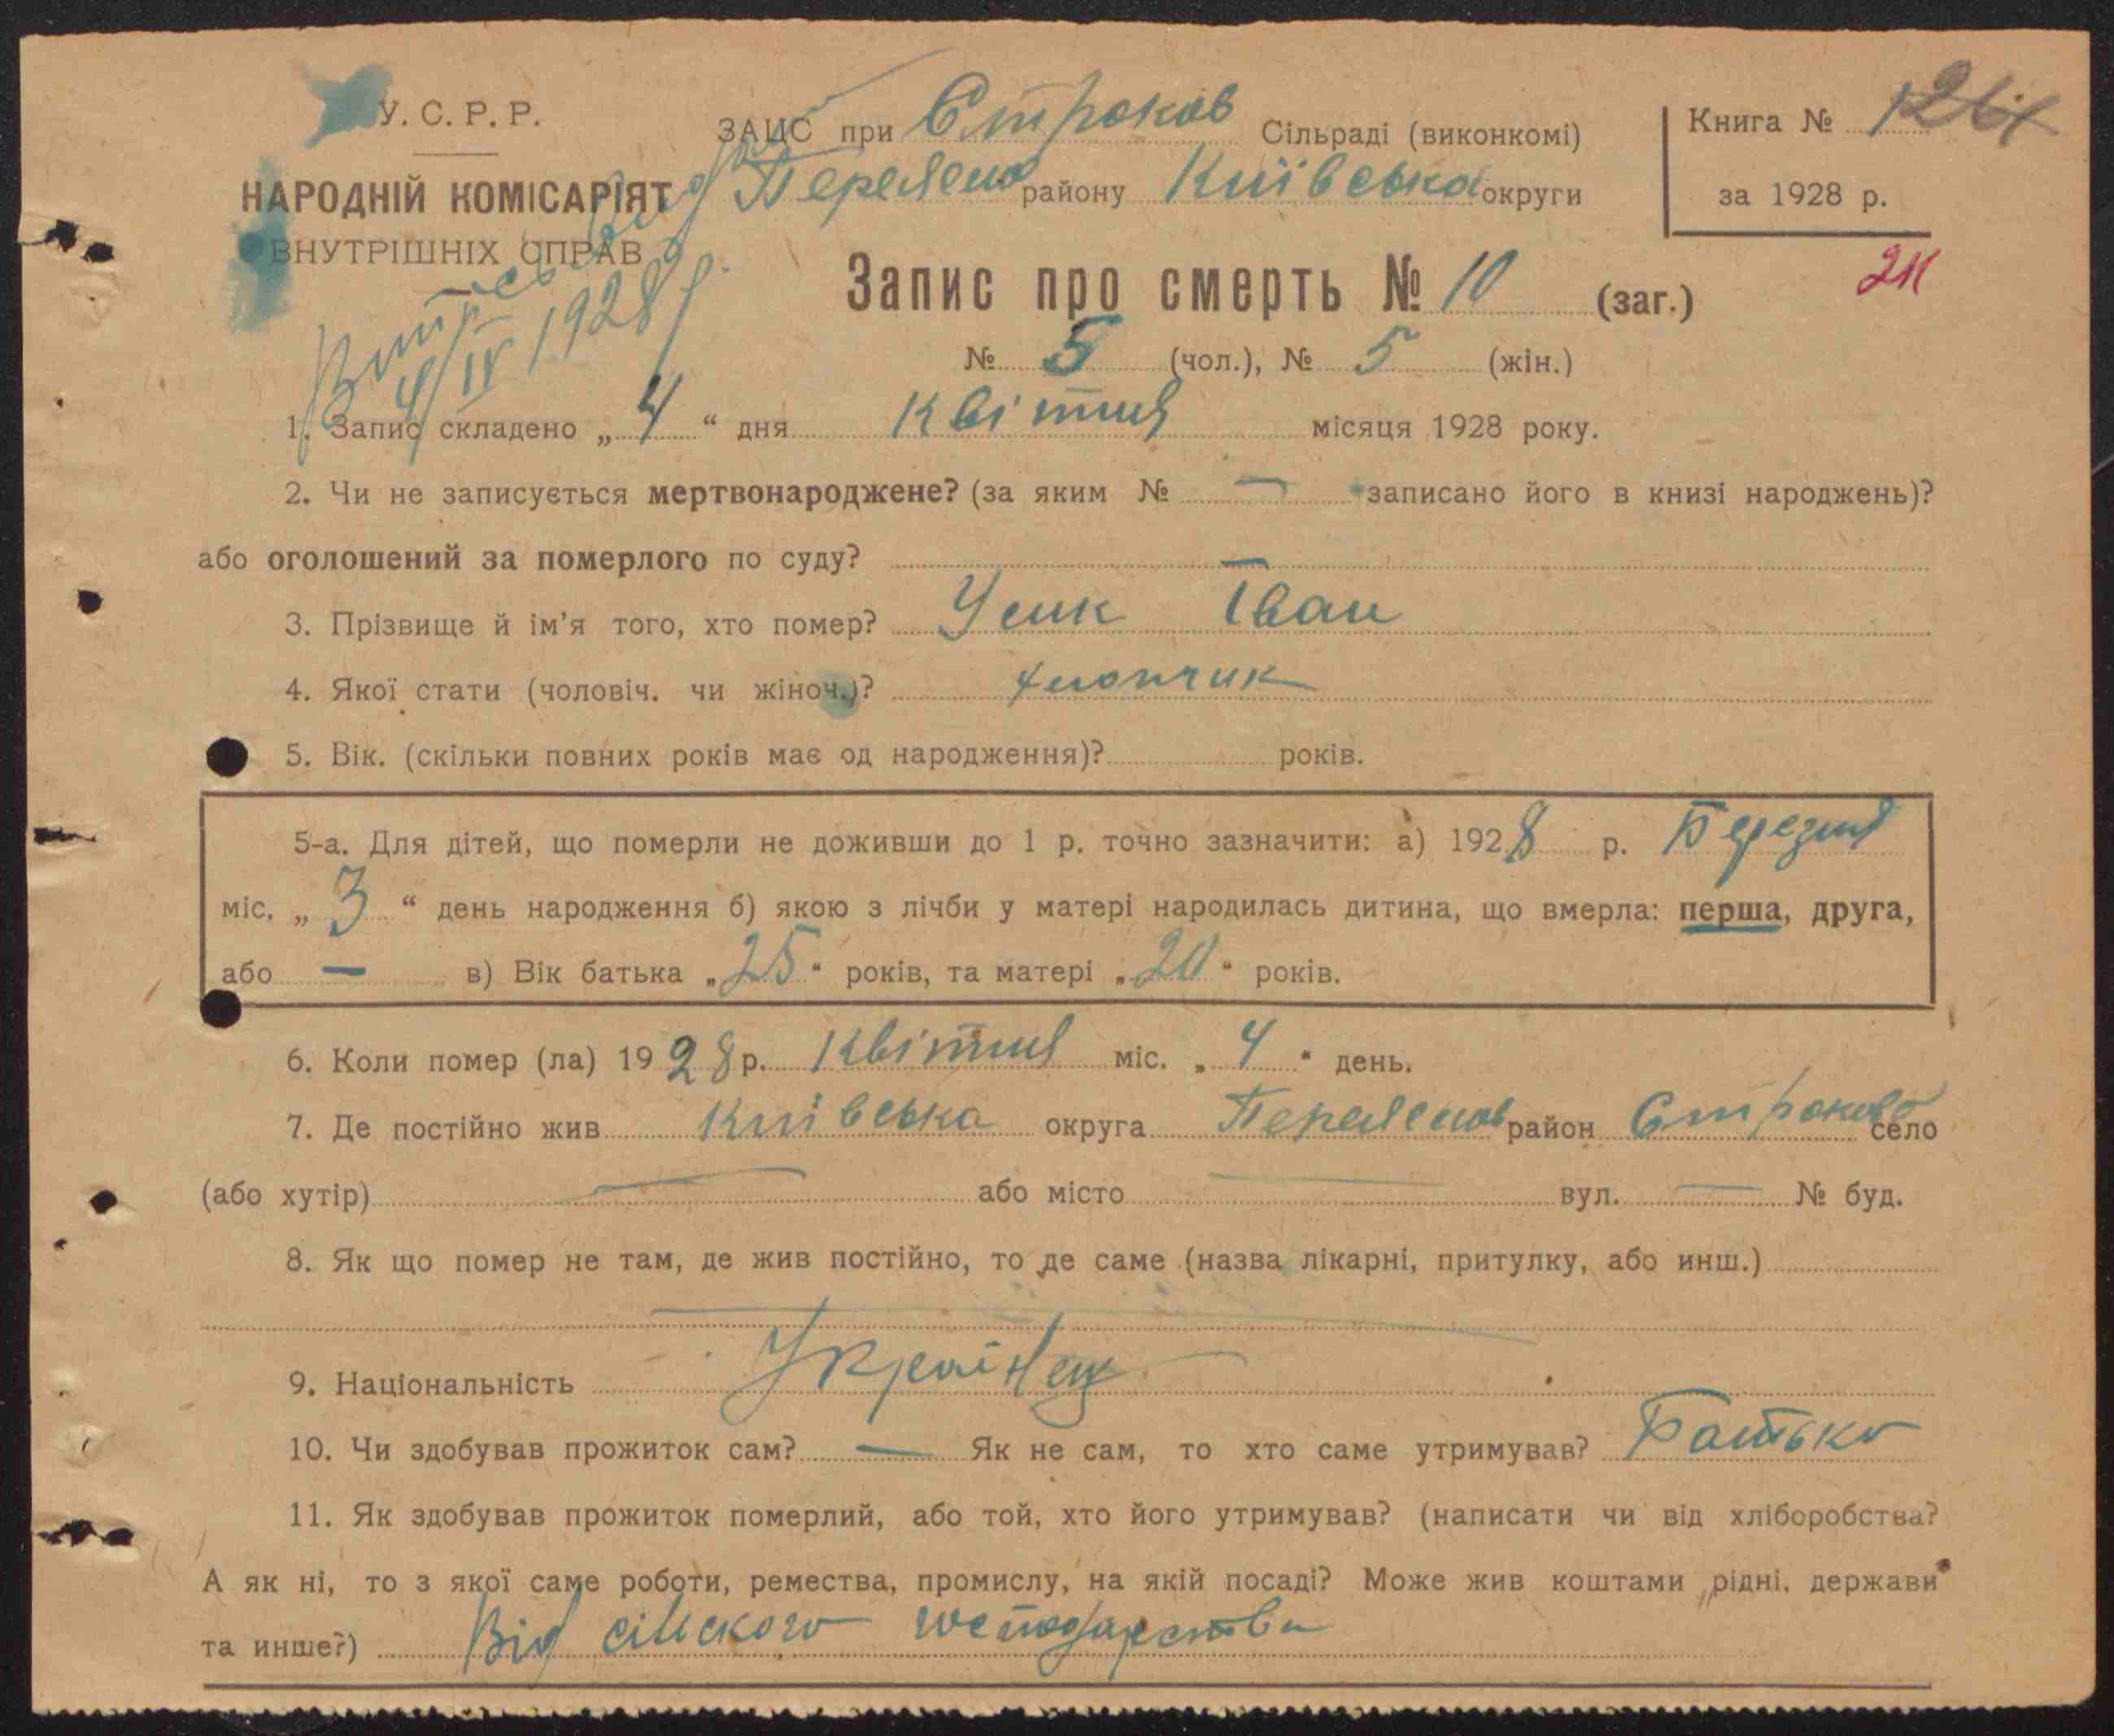 У. С. Р. Р.
НАРОДНІЙ КОМІСАРІЯТ
ВНУТРІШНІХ СПРАВ
4/IV 1928 р.
ЗАЦС при Строков Сільраді (виконкомі)
району Київська округи
Книга №
за 1928 р.
Запис про смерть № 10 (заг.)
№ 5 (чол.), № 5 (жін.)
1. Запис складено „4“ дня Квітня місяця 1928 року.
2. Чи не записується мертвонароджене? (за яким № — записано його в книзі народжень)?
або оголошений за померлого по суду? —
3. Прізвище й ім'я того, хто помер? Усик Іван
4. Якої стати (чоловіч. чи жіноч.)? хлопчик
5. Вік. (скільки повних років має од народження)? років.
5-а. Для дітей, що померли не доживши до 1 р. точно зазначити: а) 1928 р. Березня
міс. „3“ день народження б) якою з лічби у матері народилась дитина, що вмерла: перша, друга,
або — в) Вік батька „25“ років, та матері „20“ років.
6. Коли помер (ла) 1928 р. Квітня міс. „4“ день.
7. Де постійно жив Київська округа район село
(або хутір) — або місто — вул. — № буд.
8. Як що помер не там, де жив постійно, то де саме (назва лікарні, притулку, або инш.)
—
9. Національність Украінец
10. Чи здобував прожиток сам? — Як не сам, то хто саме утримував? Батько
11. Як здобував прожиток померлий, або той, хто його утримував? (написати чи від хліборобства?
А як ні, то з якої саме роботи, ремества, промислу, на якій посаді? Може жив коштами рідні, держави
та инше?) Від сільского господарства